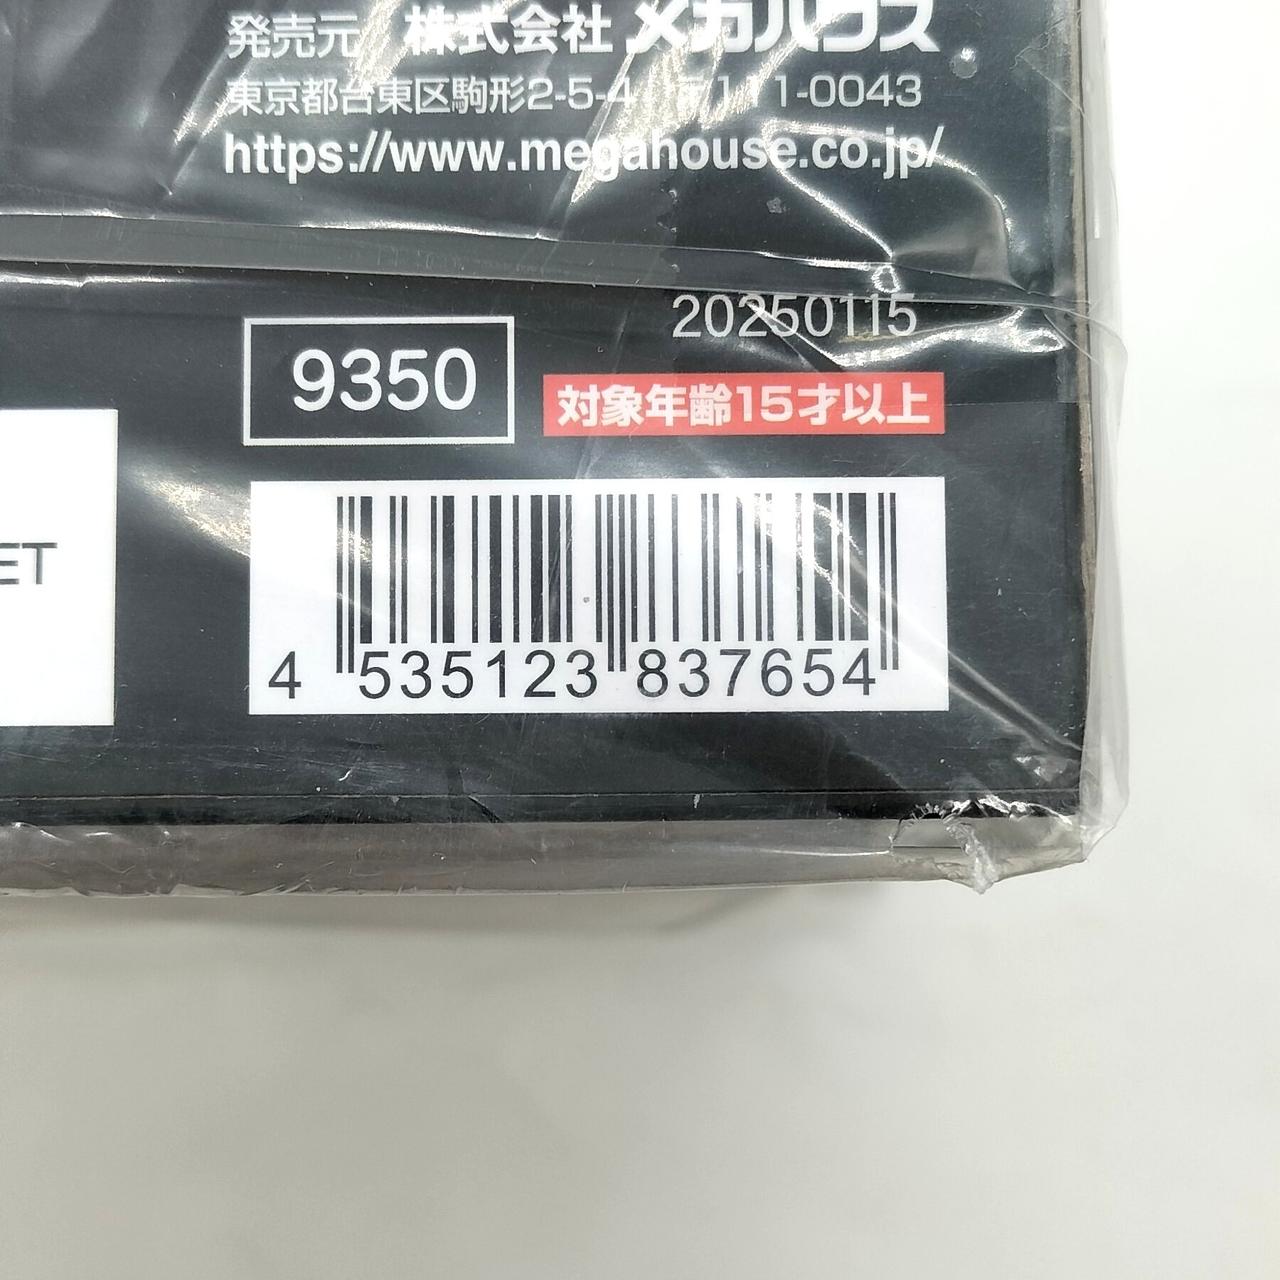 発売元 株式会社 メガハウス
東京都台東区駒形2-5-4 〒111-0043
https://www.megahouse.co.jp/
20250115
9350
対象年齢15才以上
ET
4 535123 837654